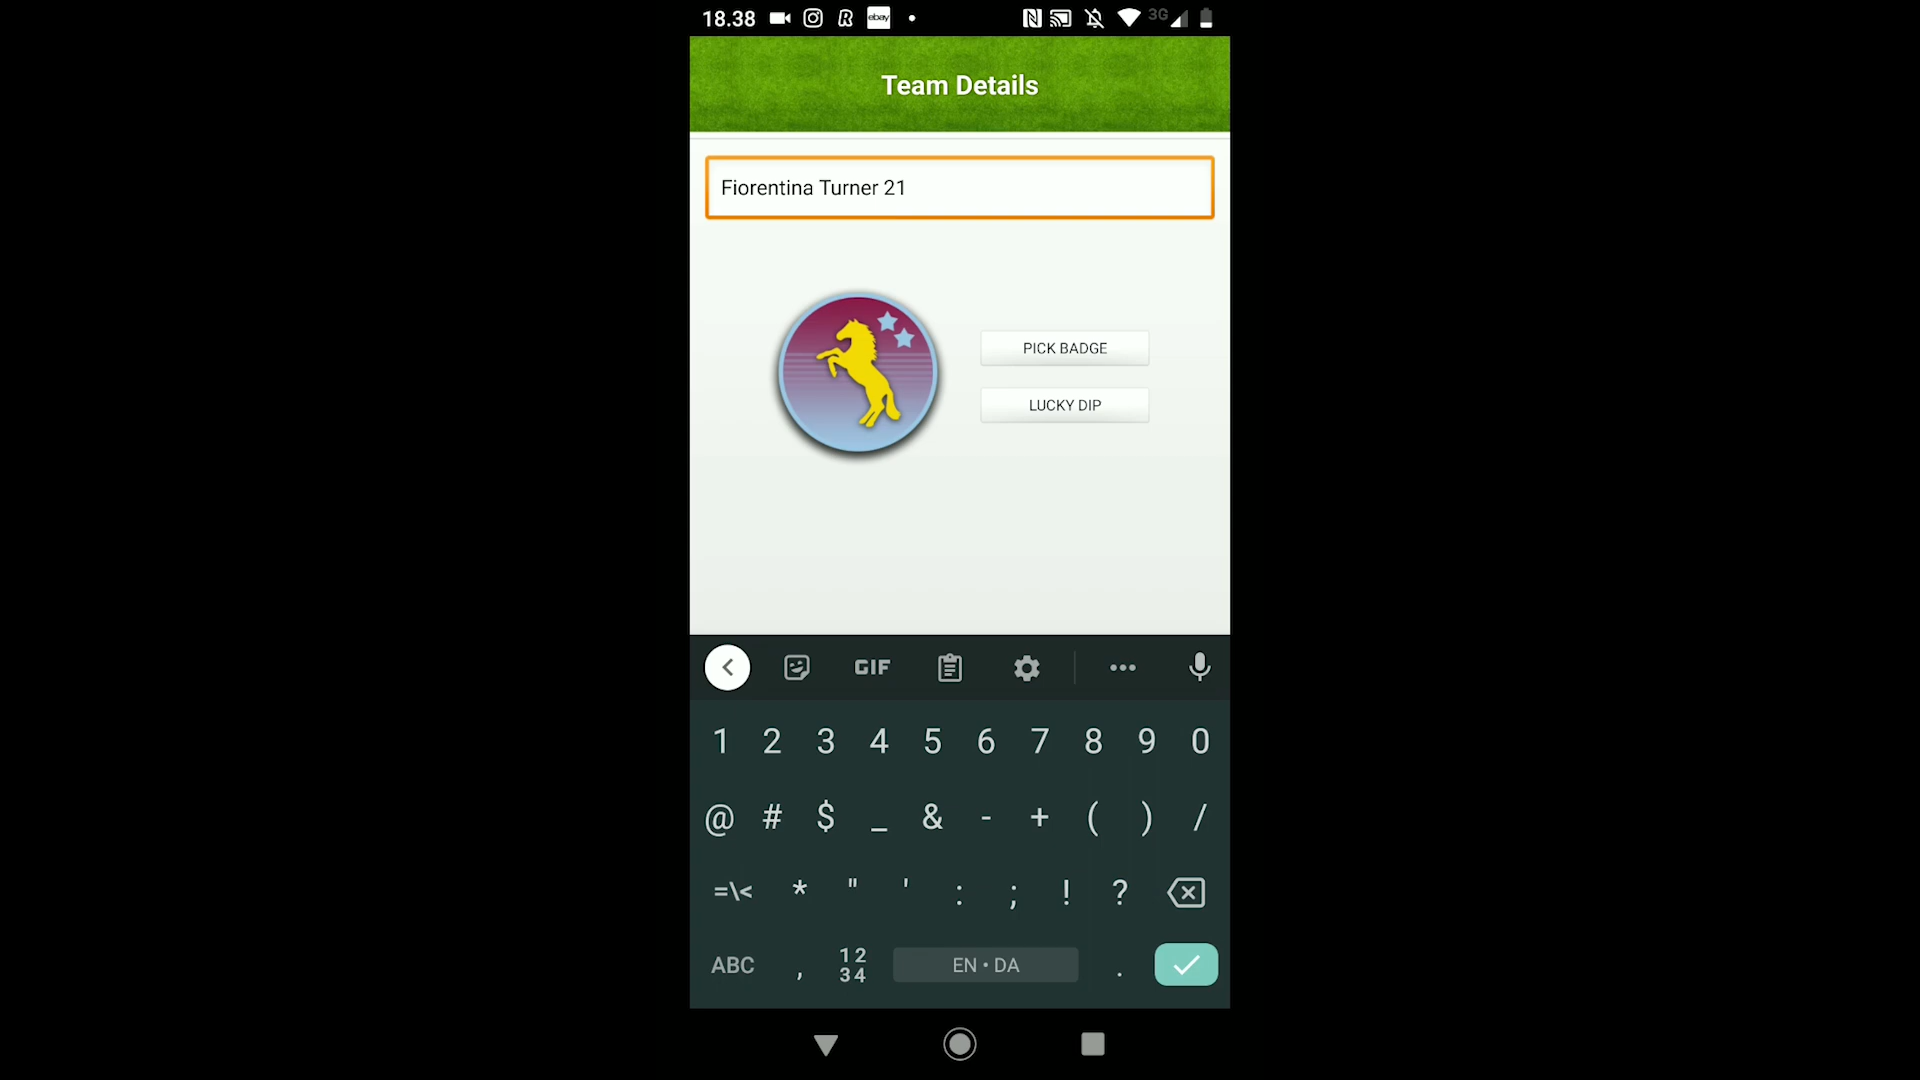 18.38 ebay 3G
Team Details
Fiorentina Turner 21
PICK BADGE
LUCKY DIP
GIF
1 2 3 4 5 6 7 8 9 0
@ # $ _ & - + ( ) /
=\< * " ' : ; ! ?
ABC , 12 34 EN • DA .